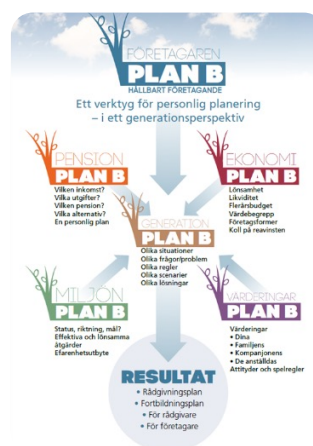 FÖRETAGAREN
PLAN B
HÅLLBART FÖRETAGANDE
Ett verktyg för personlig planering
– i ett generationsperspektiv
PENSION
PLAN B
Vilken inkomst?
Vilka utgifter?
Vilken pension?
Vilka alternativ?
En personlig plan
EKONOMI
PLAN B
Lönsamhet
Likviditet
Flerårsbudget
Värdebegrepp
Företagsformer
Koll på reavinsten
GENERATION
PLAN B
Olika situationer
Olika frågor/problem
Olika regler
Olika scenarier
Olika lösningar
MILJÖN
PLAN B
Status, riktning, mål?
Effektiva och lönsamma
åtgärder
Efarenhetsutbyte
VÄRDERINGAR
PLAN B
Värderingar
• Dina
• Familjens
• Kompanjonens
• De anställdas
Attityder och spelregler
RESULTAT
• Rådgivningsplan
• Fortbildningsplan
• För rådgivare
• För företagare